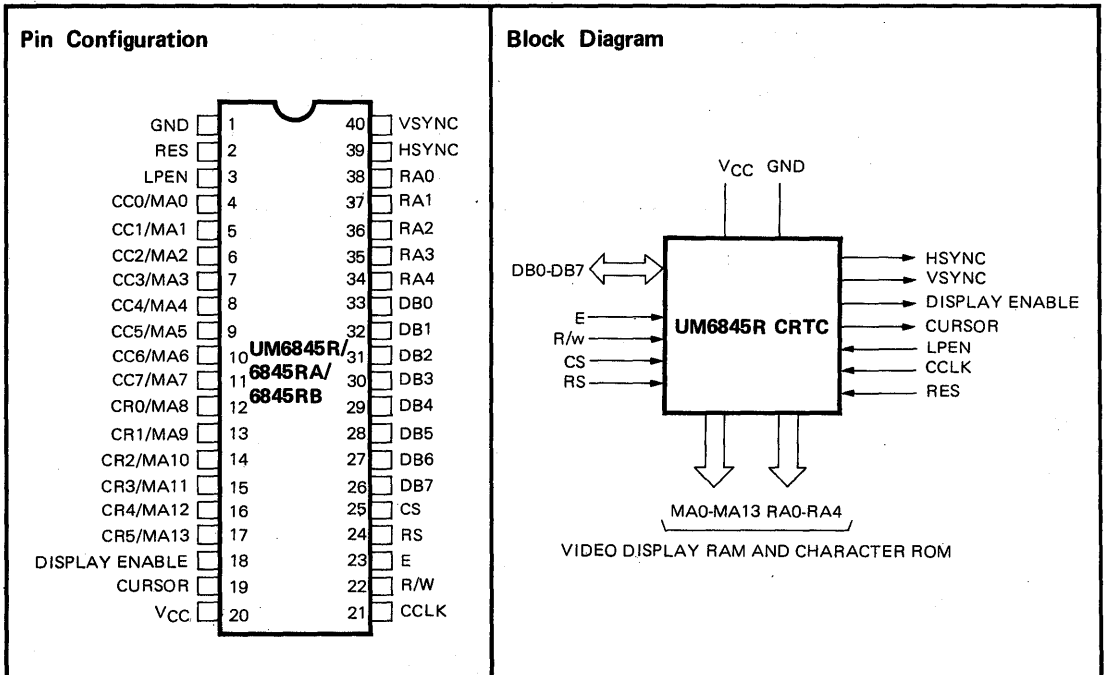 Pin Configuration
GND 1 40 VSYNC
RES 2 39 HSYNC
LPEN 3 38 RA0
CC0/MA0 4 37 RA1
CC1/MA1 5 36 RA2
CC2/MA2 6 35 RA3
CC3/MA3 7 34 RA4
CC4/MA4 8 33 DB0
CC5/MA5 9 32 DB1
CC6/MA6 10 31 DB2
CC7/MA7 11 30 DB3
CR0/MA8 12 29 DB4
CR1/MA9 13 28 DB5
CR2/MA10 14 27 DB6
CR3/MA11 15 26 DB7
CR4/MA12 16 25 CS
CR5/MA13 17 24 RS
DISPLAY ENABLE 18 23 E
CURSOR 19 22 R/W
VCC 20 21 CCLK
UM6845R/
6845RA/
6845RB
Block Diagram
VCC GND
DB0-DB7
E
R/w
CS
RS
UM6845R CRTC
HSYNC
VSYNC
DISPLAY ENABLE
CURSOR
LPEN
CCLK
RES
MA0-MA13 RA0-RA4
VIDEO DISPLAY RAM AND CHARACTER ROM